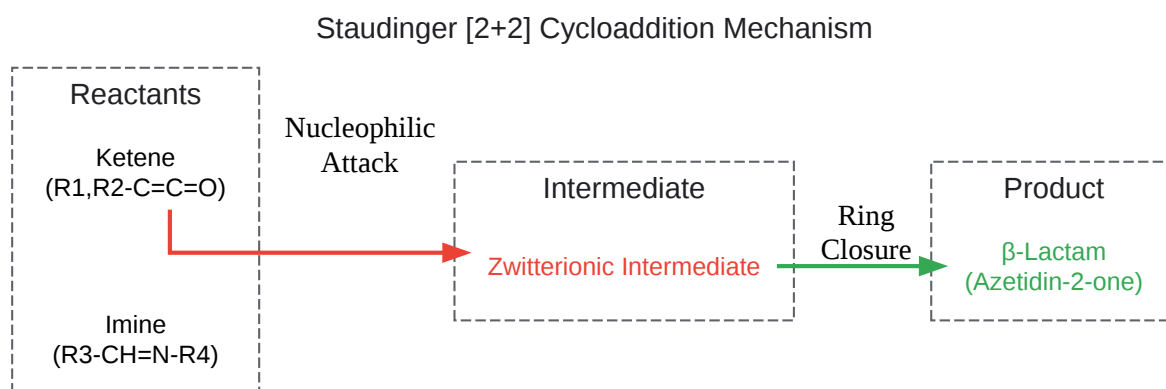 Staudinger [2+2] Cycloaddition Mechanism
Reactants
Ketene
(R1,R2-C=C=O)
Imine
(R3-CH=N-R4)
Nucleophilic
Attack
Intermediate
Zwitterionic Intermediate
Ring
Closure
Product
β-Lactam
(Azetidin-2-one)